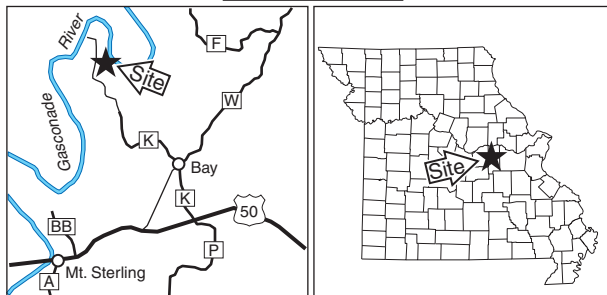 River
Gasconade
Site
F
W
K
Bay
K
50
BB
P
Mt. Sterling
A
Site